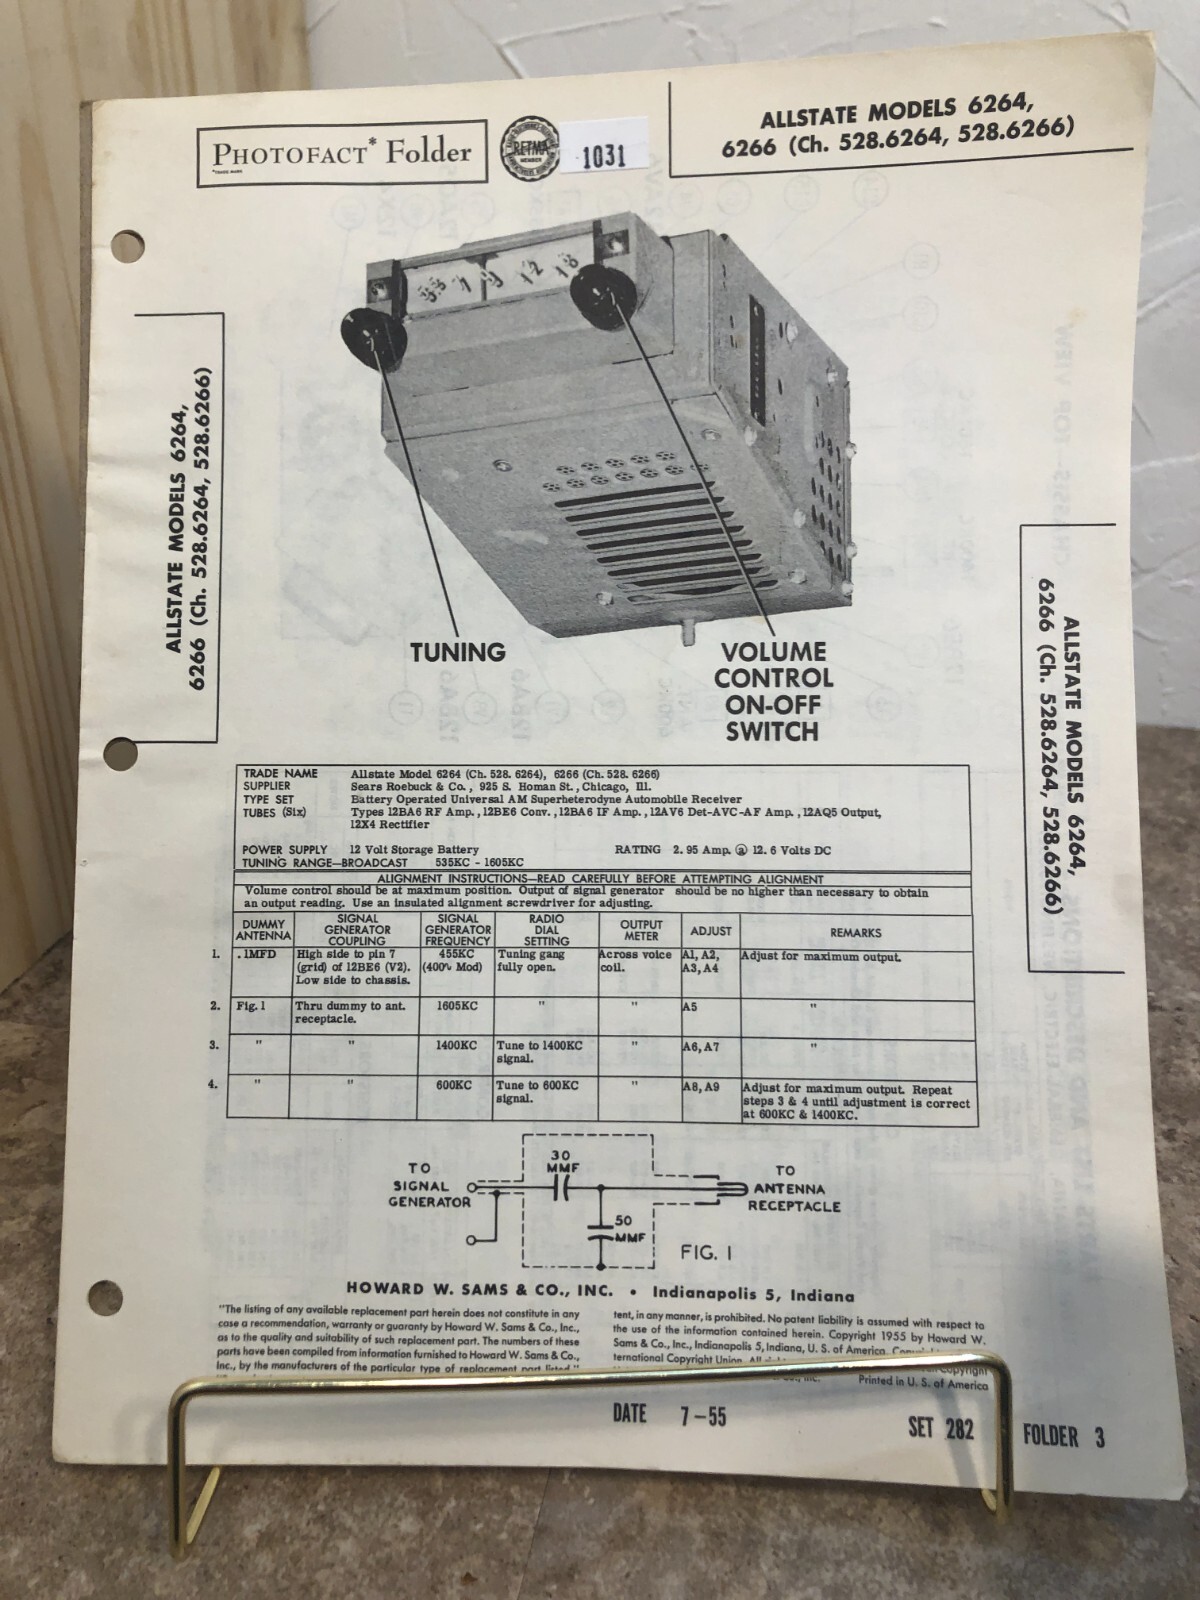 PHOTOFACT* Folder
*TRADE MARK
RETMA
MEMBER
1031
ALLSTATE MODELS 6264,
6266 (Ch. 528.6264, 528.6266)
ALLSTATE MODELS 6264,
6266 (Ch. 528.6264, 528.6266)
ALLSTATE MODELS 6264,
6266 (Ch. 528.6264, 528.6266)
TUNING
VOLUME
CONTROL
ON-OFF
SWITCH
TRADE NAME Allstate Model 6264 (Ch. 528. 6264), 6266 (Ch. 528. 6266)
SUPPLIER Sears Roebuck & Co., 925 S. Homan St., Chicago, Ill.
TYPE SET Battery Operated Universal AM Superheterodyne Automobile Receiver
TUBES (Six) Types 12BA6 RF Amp., 12BE6 Conv., 12BA6 IF Amp., 12AV6 Det-AVC-AF Amp., 12AQ5 Output,
12X4 Rectifier
POWER SUPPLY 12 Volt Storage Battery RATING 2. 95 Amp. @ 12. 6 Volts DC
TUNING RANGE—BROADCAST 535KC - 1605KC
ALIGNMENT INSTRUCTIONS—READ CAREFULLY BEFORE ATTEMPTING ALIGNMENT
Volume control should be at maximum position. Output of signal generator should be no higher than necessary to obtain
an output reading. Use an insulated alignment screwdriver for adjusting.
DUMMY ANTENNA SIGNAL GENERATOR COUPLING SIGNAL GENERATOR FREQUENCY RADIO DIAL SETTING OUTPUT METER ADJUST REMARKS
1. .1MFD High side to pin 7 (grid) of 12BE6 (V2). Low side to chassis. 455KC (400~ Mod) Tuning gang fully open. Across voice coil. A1, A2, A3, A4 Adjust for maximum output.
2. Fig. 1 Thru dummy to ant. receptacle. 1605KC " " A5 "
3. " " 1400KC Tune to 1400KC signal. " A6, A7 "
4. " " 600KC Tune to 600KC signal. " A8, A9 Adjust for maximum output. Repeat steps 3 & 4 until adjustment is correct at 600KC & 1400KC.
TO
SIGNAL
GENERATOR
30
MMF
50
MMF
TO
ANTENNA
RECEPTACLE
FIG. 1
HOWARD W. SAMS & CO., INC. • Indianapolis 5, Indiana
"The listing of any available replacement part herein does not constitute in any
case a recommendation, warranty or guaranty by Howard W. Sams & Co., Inc.,
as to the quality and suitability of such replacement part. The numbers of these
parts have been compiled from information furnished to Howard W. Sams & Co.,
Inc., by the manufacturers of the particular type of replacement part listed."
tent, in any manner, is prohibited. No patent liability is assumed with respect to
the use of the information contained herein. Copyright 1955 by Howard W.
Sams & Co., Inc., Indianapolis 5, Indiana, U. S. of America.
ternational Copyright Union.
Copyright
Printed in U. S. of America
DATE 7-55
SET 282 FOLDER 3